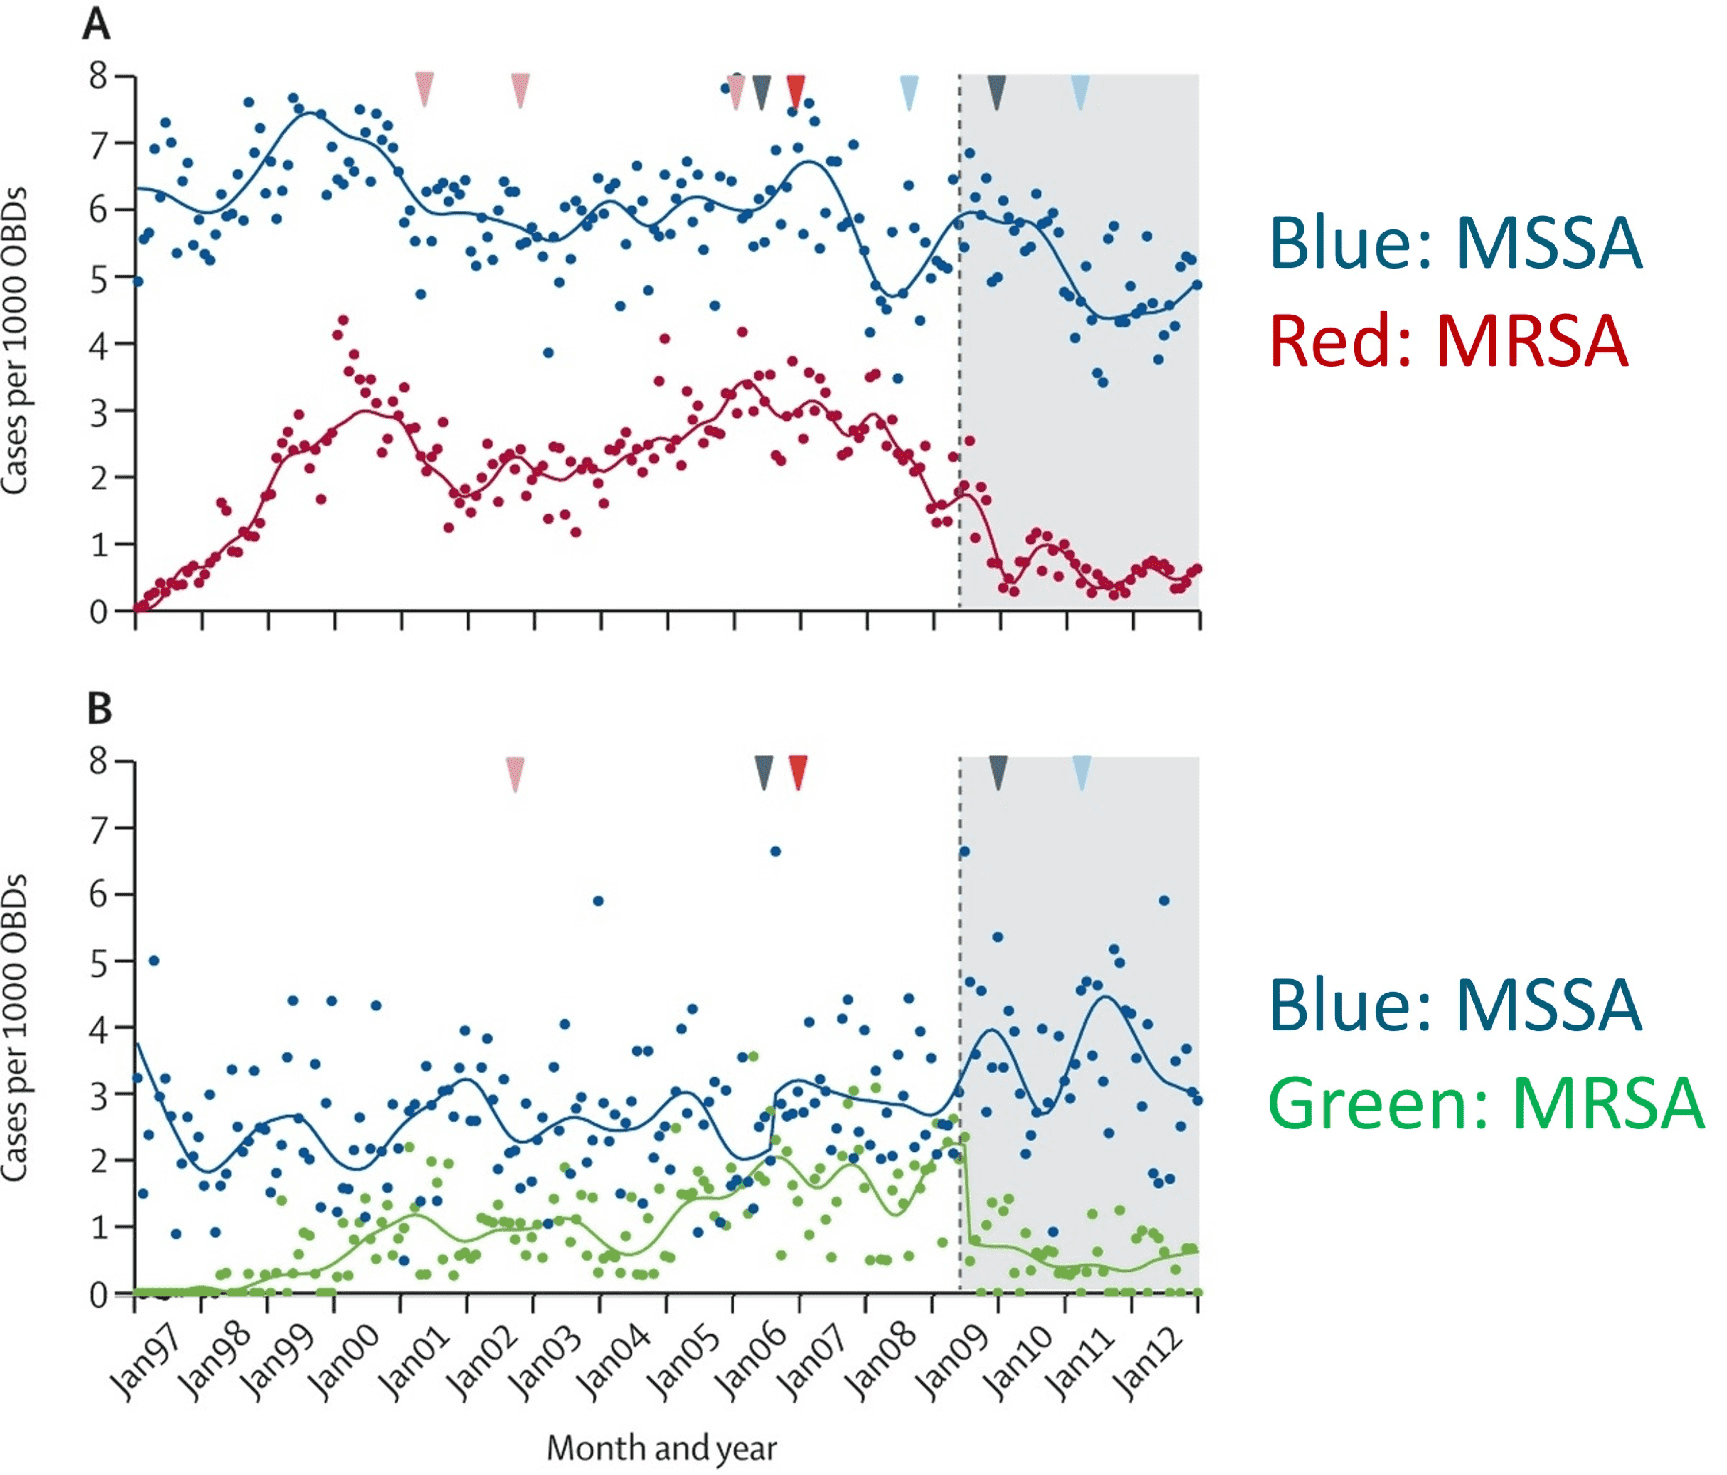 A
8
7
6
5
4
3
2
1
0
Cases per 1000 OBDs
Blue: MSSA
Red: MRSA
B
8
7
6
5
4
3
2
1
0
Cases per 1000 OBDs
Blue: MSSA
Green: MRSA
Jan97
Jan98
Jan99
Jan00
Jan01
Jan02
Jan03
Jan04
Jan05
Jan06
Jan07
Jan08
Jan09
Jan10
Jan11
Jan12
Month and year